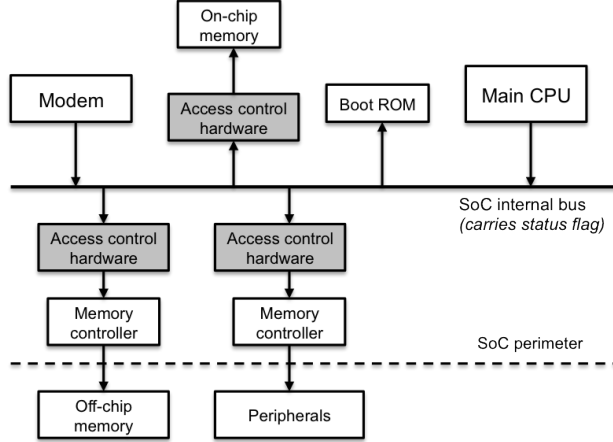 On-chip
memory
Modem
Access control
hardware
Boot ROM
Main CPU
SoC internal bus
(carries status flag)
Access control
hardware
Access control
hardware
Memory
controller
Memory
controller
SoC perimeter
Off-chip
memory
Peripherals